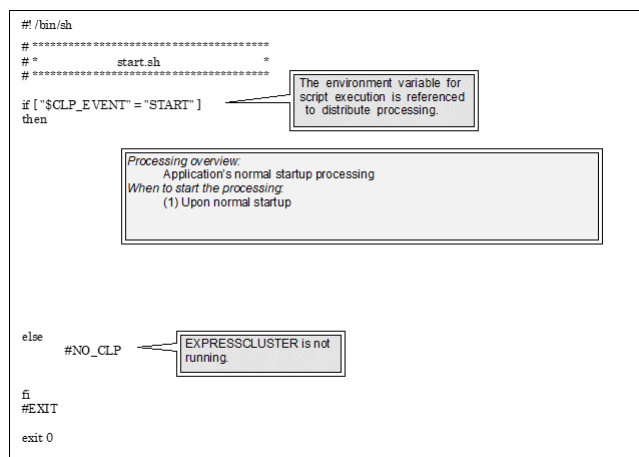 #! /bin/sh
# ***************************************
# * start.sh *
# ***************************************
The environment variable for
script execution is referenced
to distribute processing.
if [ "$CLP_EVENT" = "START" ]
then
Processing overview:
Application's normal startup processing
When to start the processing:
(1) Upon normal startup
else
#NO_CLP
EXPRESSCLUSTER is not
running.
fi
#EXIT
exit 0